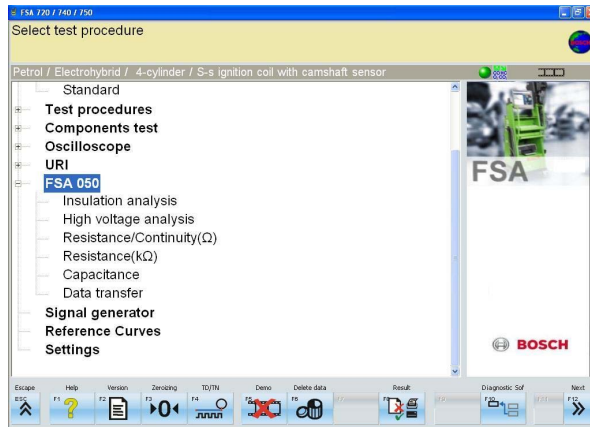 FSA 720 / 740 / 750
Select test procedure
Petrol / Electrohybrid / 4-cylinder / S-s ignition coil with camshaft sensor
Standard
Test procedures
Components test
Oscilloscope
URI
FSA 050
Insulation analysis
High voltage analysis
Resistance/Continuity(Ω)
Resistance(kΩ)
Capacitance
Data transfer
Signal generator
Reference Curves
Settings
FSA
BOSCH
Escape Help Version Zeroizing TD/TN Demo Delete data Result Diagnostic Sof Next
ESC F1 F2 F3 F4 F5 F6 F8 F10 F12